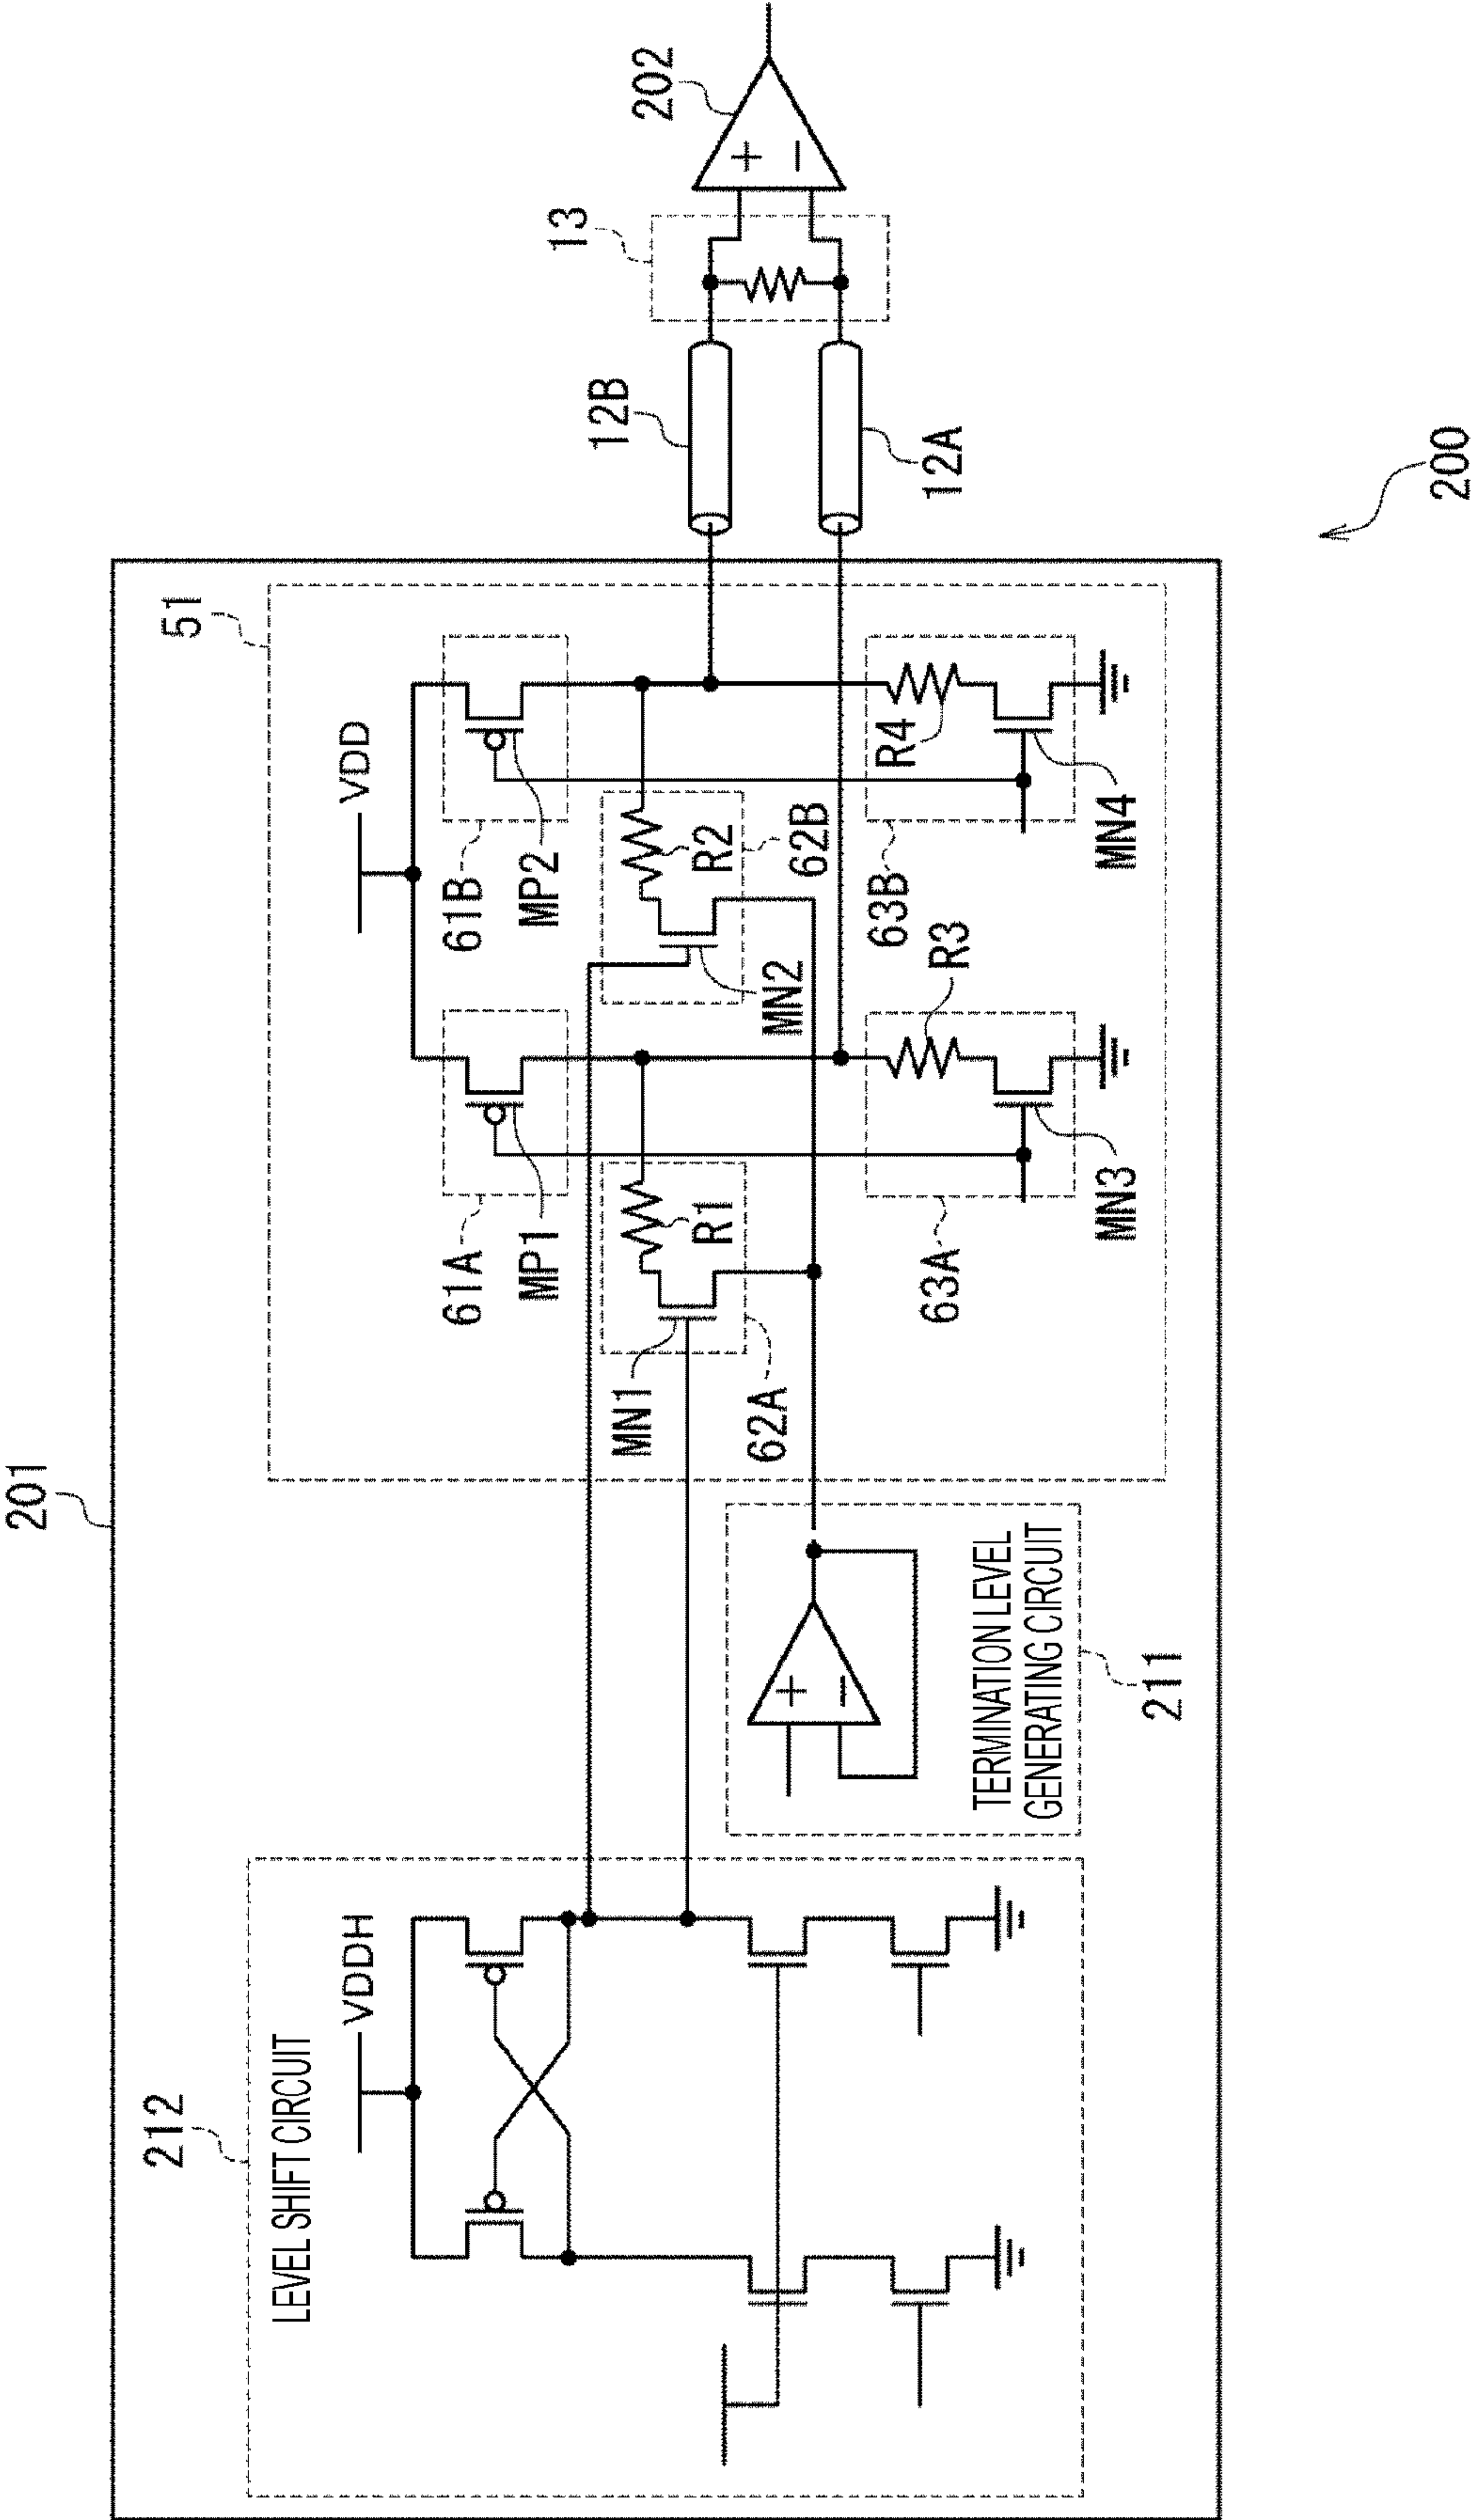 201
212
LEVEL SHIFT CIRCUIT
VDDH
51
VDD
61A
MP1
61B
MP2
MN1
R1
62A
R2
62B
MN2
63A
R3
MN3
63B
R4
MN4
+
−
TERMINATION LEVEL
GENERATING CIRCUIT
211
12B
12A
13
+
−
202
200